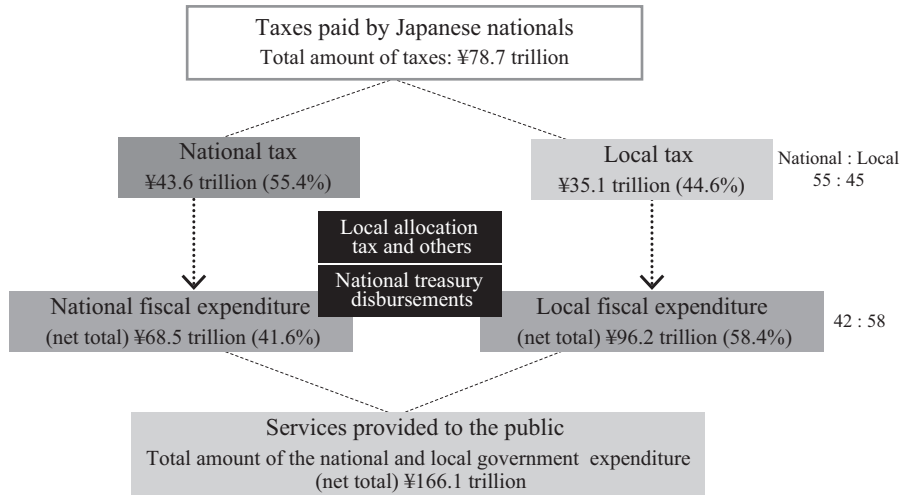 Taxes paid by Japanese nationals
Total amount of taxes: ¥78.7 trillion
National tax
¥43.6 trillion (55.4%)
Local tax
¥35.1 trillion (44.6%)
National : Local
55 : 45
Local allocation
tax and others
National treasury
disbursements
National fiscal expenditure
(net total) ¥68.5 trillion (41.6%)
Local fiscal expenditure
(net total) ¥96.2 trillion (58.4%)
42 : 58
Services provided to the public
Total amount of the national and local government expenditure
(net total) ¥166.1 trillion